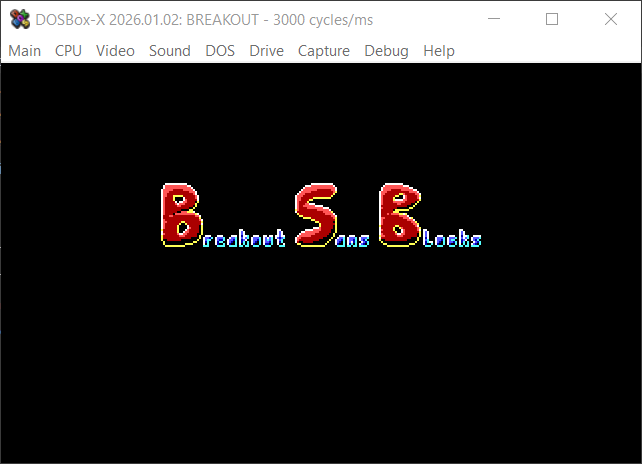 DOSBox-X 2026.01.02: BREAKOUT - 3000 cycles/ms
Main CPU Video Sound DOS Drive Capture Debug Help
Breakout Sans Blocks